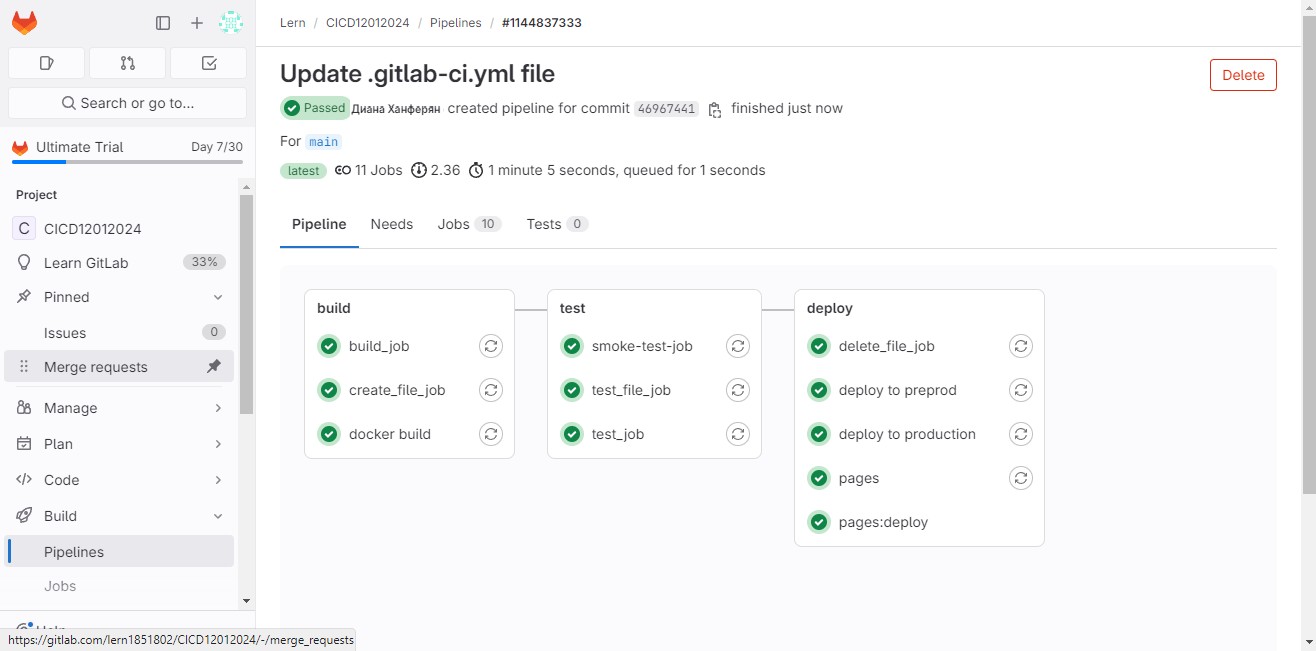 Lern / CICD12012024 / Pipelines / #1144837333
Search or go to...
Ultimate Trial Day 7/30
Project
C CICD12012024
Learn GitLab 33%
Pinned
Issues 0
Merge requests
Manage
Plan
Code
Build
Pipelines
Jobs
Help
https://gitlab.com/lern1851802/CICD12012024/-/merge_requests
Update .gitlab-ci.yml file
Delete
Passed Диана Ханферян created pipeline for commit 46967441 finished just now
For main
latest 11 Jobs 2.36 1 minute 5 seconds, queued for 1 seconds
Pipeline Needs Jobs 10 Tests 0
build
build_job
create_file_job
docker build
test
smoke-test-job
test_file_job
test_job
deploy
delete_file_job
deploy to preprod
deploy to production
pages
pages:deploy